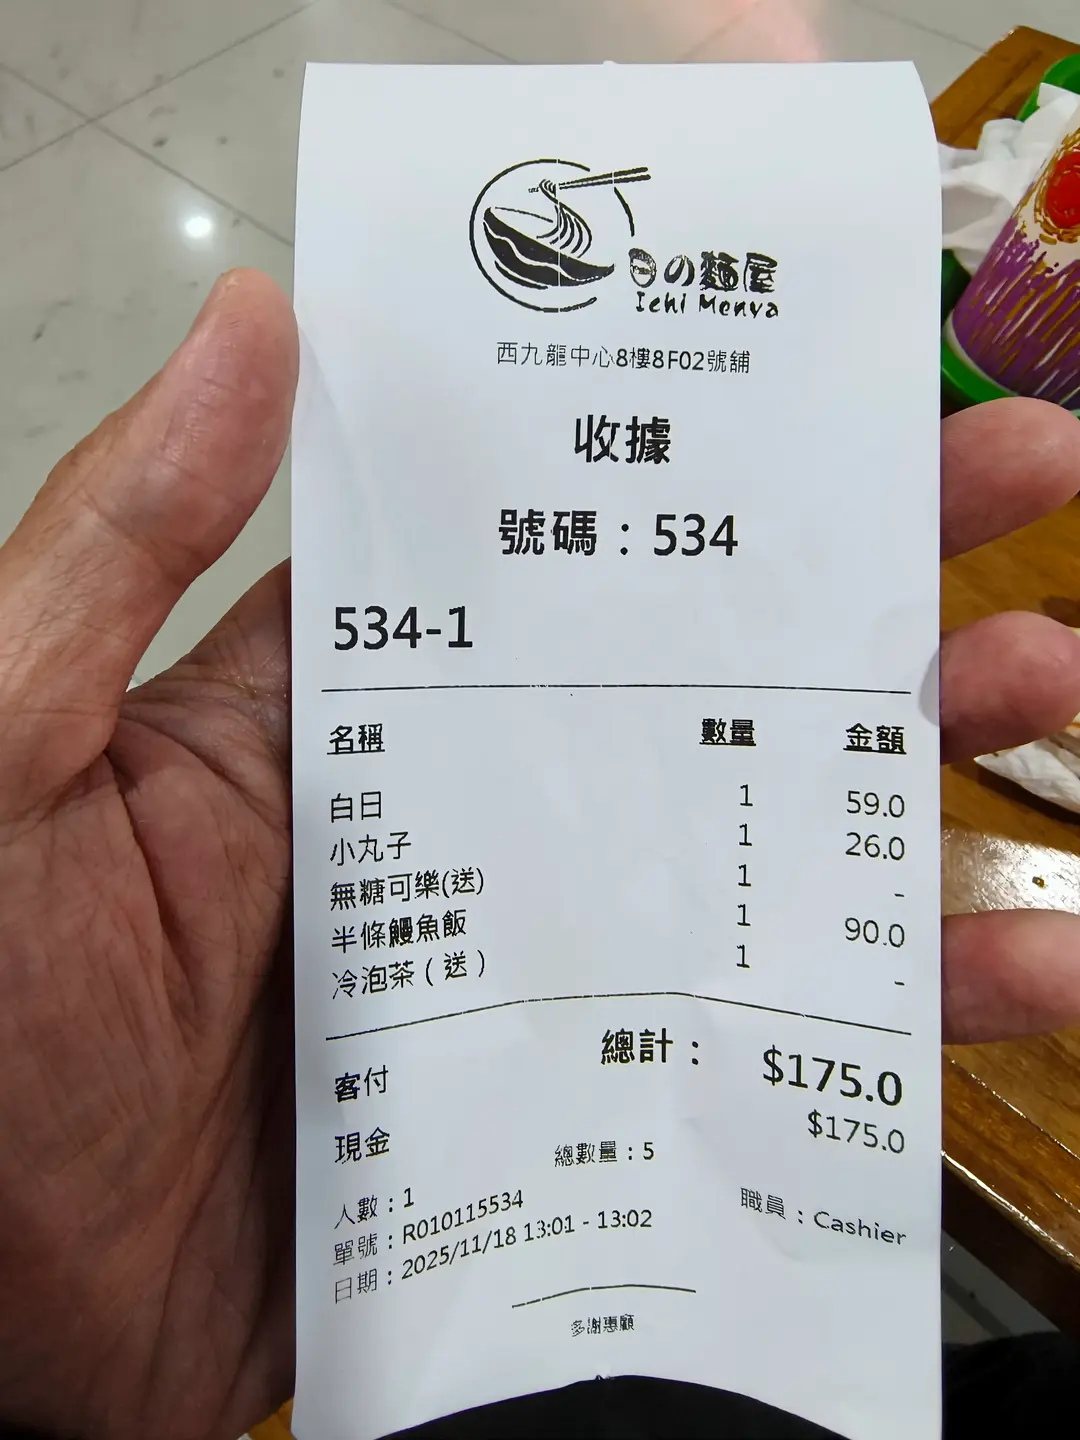 日の麵屋
Ichi Menya
西九龍中心8樓8F02號舖
收據
號碼：534
534-1
名稱 數量 金額
白日 1 59.0
小丸子 1 26.0
無糖可樂(送) 1 -
半條鰻魚飯 1 90.0
冷泡茶（送） 1 -
總計： $175.0
客付 $175.0
現金
總數量：5
人數：1
單號：R010115534 職員：Cashier
日期：2025/11/18 13:01 - 13:02
多謝惠顧